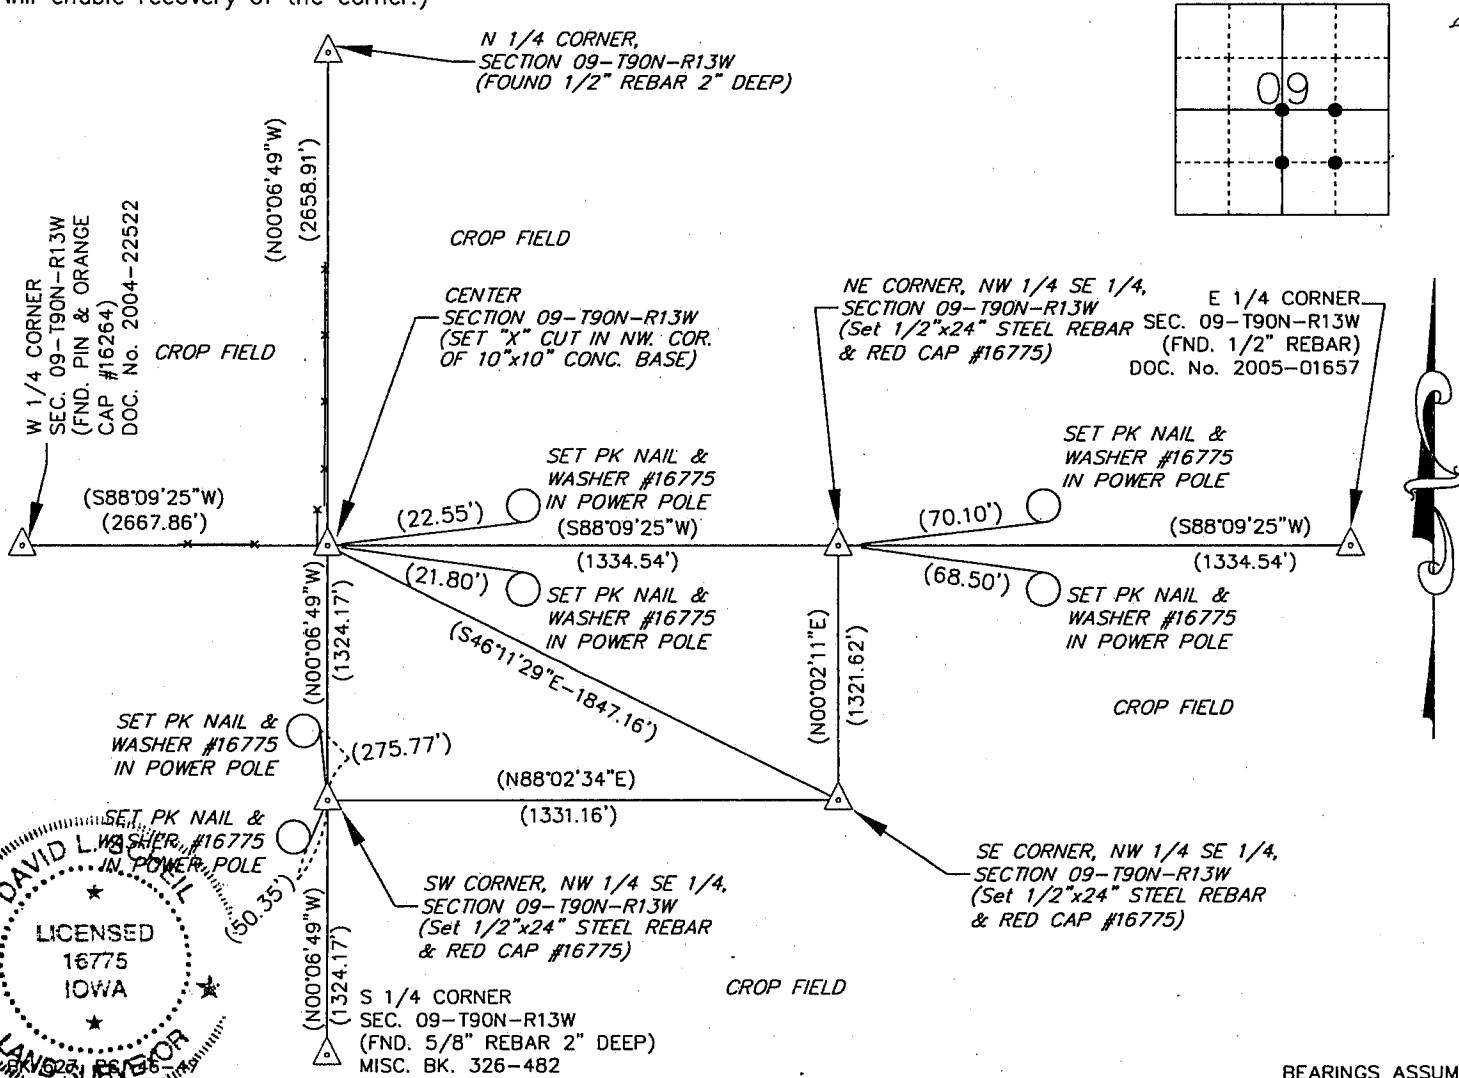 will enable recovery of the corner.)
N 1/4 CORNER,
SECTION 09-T90N-R13W
(FOUND 1/2" REBAR 2" DEEP)
09
(N00°06'49"W)
(2658.91')
W 1/4 CORNER
SEC. 09-T90N-R13W
(FND. PIN & ORANGE
CAP #16264)
DOC. No. 2004-22522
CROP FIELD
CROP FIELD
CENTER
SECTION 09-T90N-R13W
(SET "X" CUT IN NW. COR.
OF 10"x10" CONC. BASE)
NE CORNER, NW 1/4 SE 1/4,
SECTION 09-T90N-R13W
(Set 1/2"x24" STEEL REBAR
& RED CAP #16775)
E 1/4 CORNER
SEC. 09-T90N-R13W
(FND. 1/2" REBAR)
DOC. No. 2005-01657
(S88°09'25"W)
(2667.86')
SET PK NAIL &
WASHER #16775
IN POWER POLE
(22.55')
(S88°09'25"W)
(1334.54')
(21.80')
SET PK NAIL &
WASHER #16775
IN POWER POLE
SET PK NAIL &
WASHER #16775
IN POWER POLE
(70.10')
(S88°09'25"W)
(1334.54')
(68.50')
SET PK NAIL &
WASHER #16775
IN POWER POLE
(N00°06'49"W)
(1324.17')
(S46°11'29"E-1847.16')
(N00°02'11"E)
(1321.62')
CROP FIELD
SET PK NAIL &
WASHER #16775
IN POWER POLE
(275.77')
(N88°02'34"E)
(1331.16')
SET PK NAIL &
WASHER #16775
IN POWER POLE
(50.35')
SW CORNER, NW 1/4 SE 1/4,
SECTION 09-T90N-R13W
(Set 1/2"x24" STEEL REBAR
& RED CAP #16775)
SE CORNER, NW 1/4 SE 1/4,
SECTION 09-T90N-R13W
(Set 1/2"x24" STEEL REBAR
& RED CAP #16775)
CROP FIELD
(N00°06'49"W)
(1324.17')
S 1/4 CORNER
SEC. 09-T90N-R13W
(FND. 5/8" REBAR 2" DEEP)
MISC. BK. 326-482
DAVID L.
LICENSED
16775
IOWA
LAND SURVEYOR
BEARINGS ASSUM